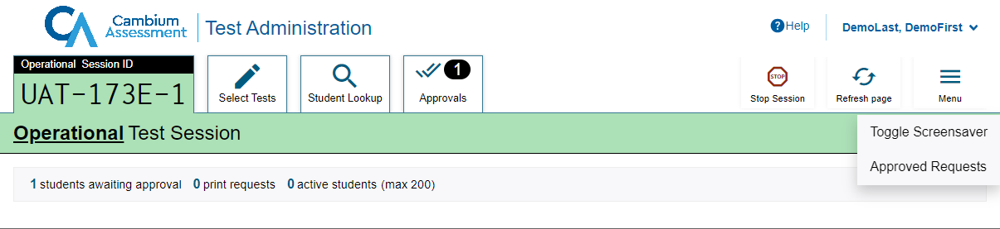 Cambium
Assessment
Test Administration
Help
DemoLast, DemoFirst
Operational Session ID
UAT-173E-1
Select Tests
Student Lookup
1
Approvals
STOP
Stop Session
Refresh page
Menu
Operational Test Session
Toggle Screensaver
Approved Requests
1 students awaiting approval 0 print requests 0 active students (max 200)